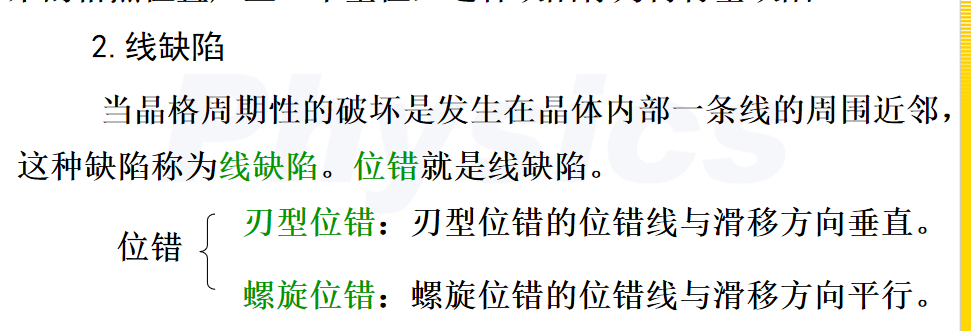 2.线缺陷
当晶格周期性的破坏是发生在晶体内部一条线的周围近邻，
这种缺陷称为线缺陷。位错就是线缺陷。
刃型位错：刃型位错的位错线与滑移方向垂直。
位错
螺旋位错：螺旋位错的位错线与滑移方向平行。
Physics